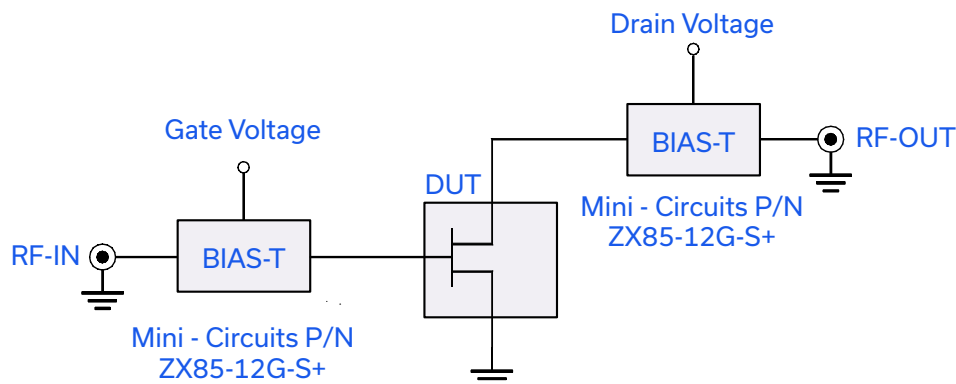 Drain Voltage
Gate Voltage
BIAS-T
RF-OUT
DUT
Mini - Circuits P/N
ZX85-12G-S+
RF-IN
BIAS-T
Mini - Circuits P/N
ZX85-12G-S+